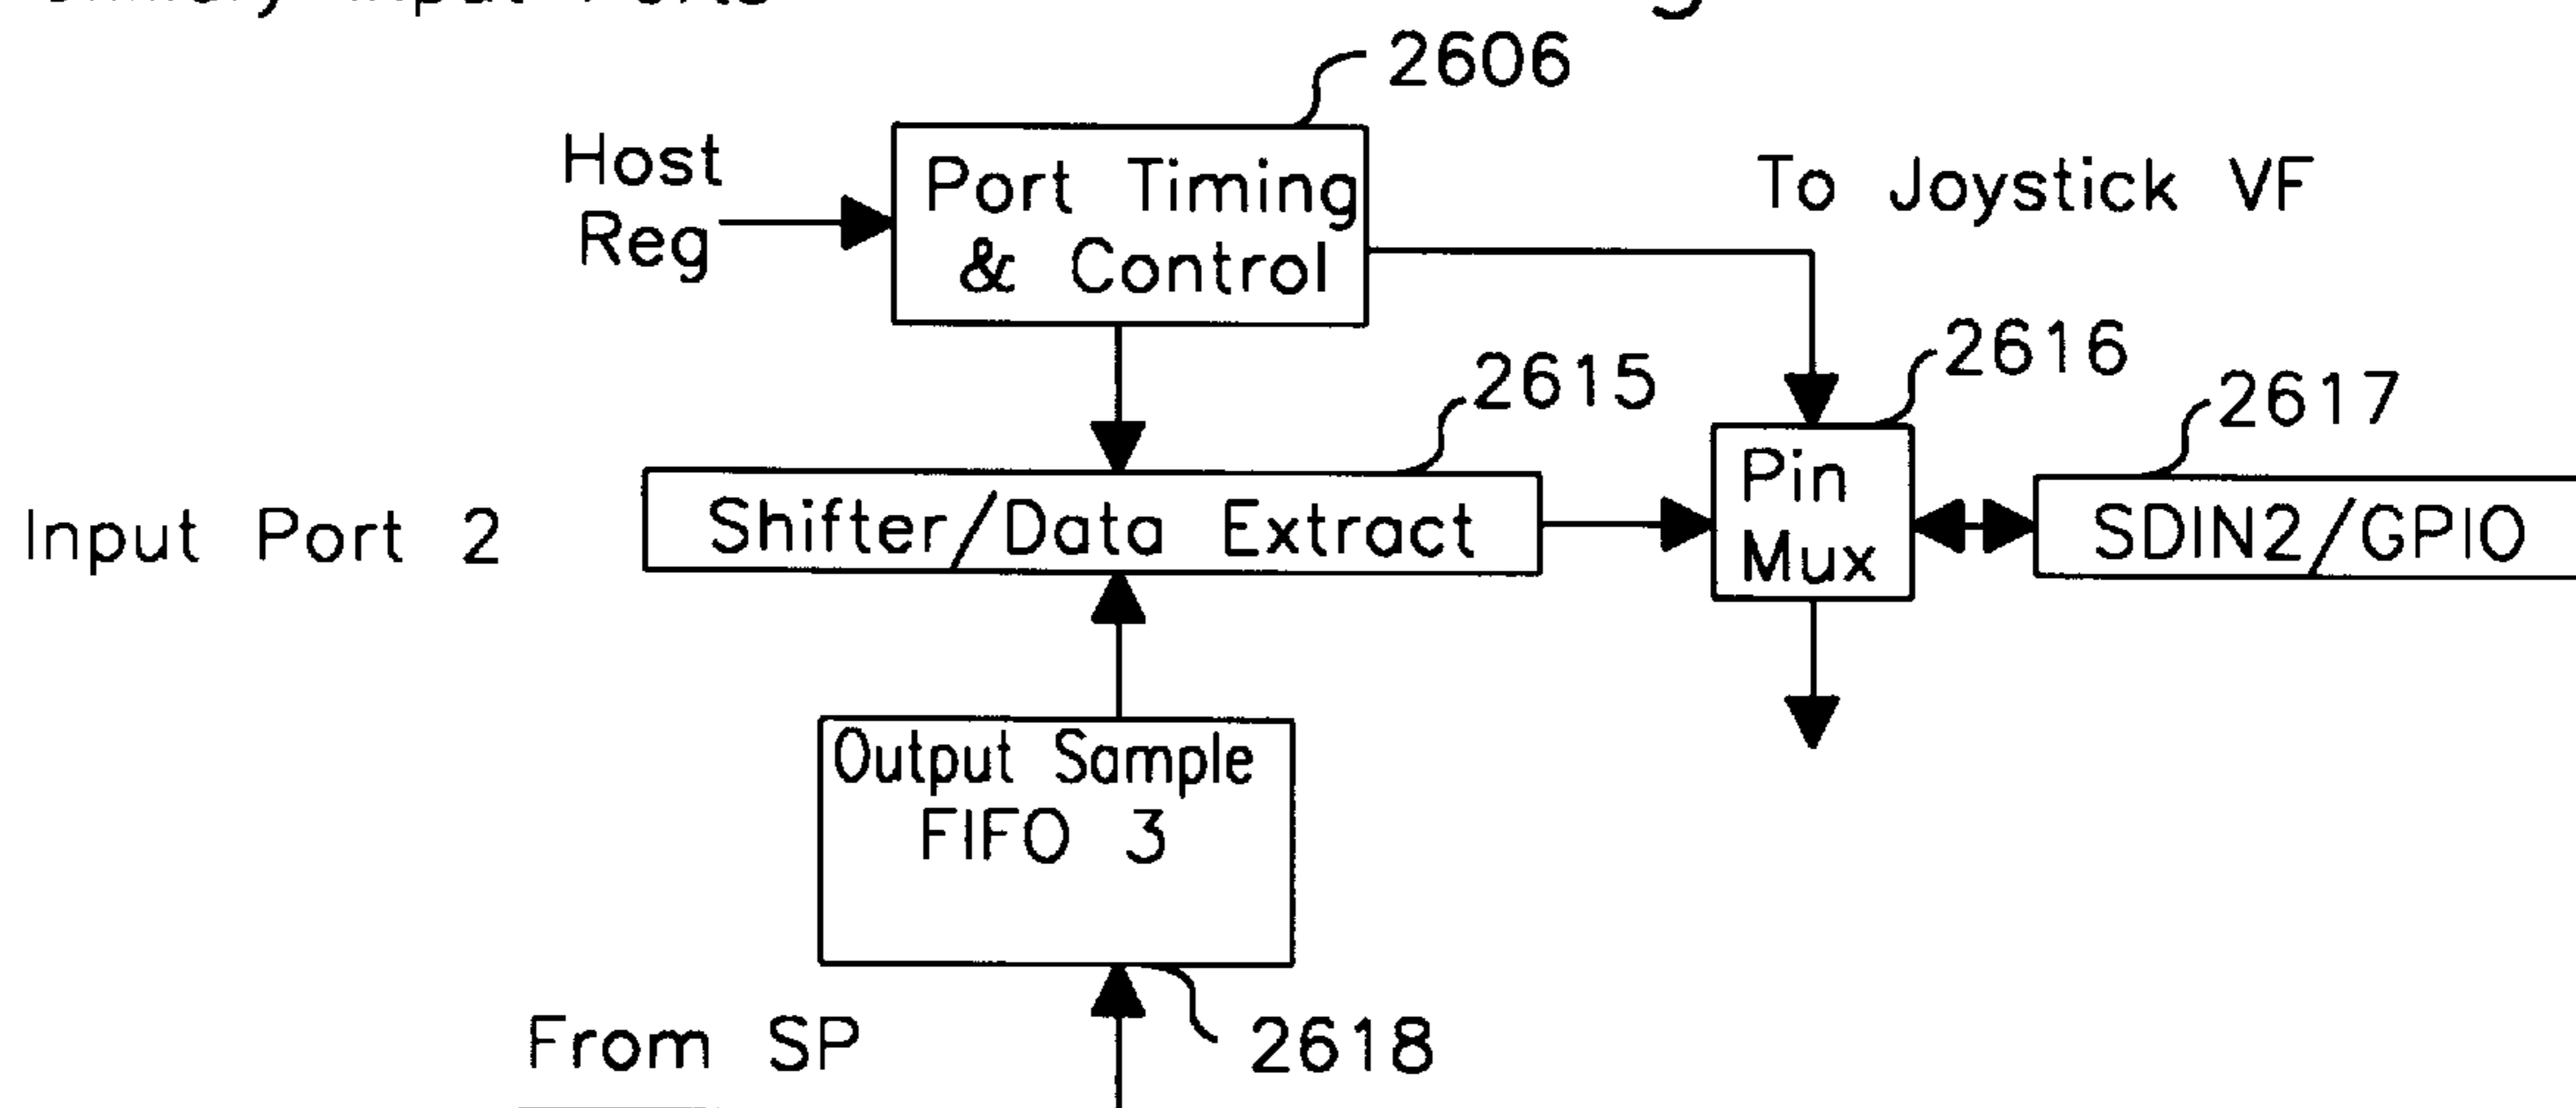 2606
Host
Reg
Port Timing
& Control
To Joystick VF
2616
2615
2617
Input Port 2
Shifter/Data Extract
Pin
Mux
SDIN2/GPIO
Output Sample
FIFO 3
From SP
2618